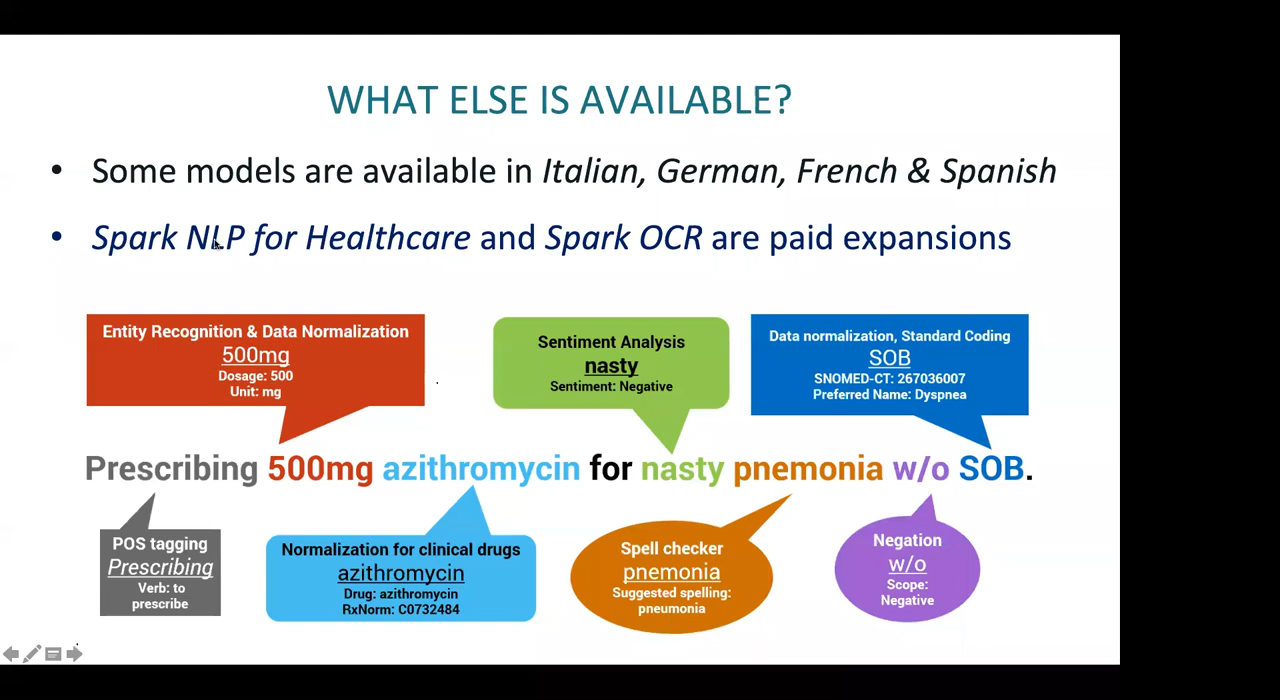 WHAT ELSE IS AVAILABLE?
• Some models are available in Italian, German, French & Spanish
• Spark NLP for Healthcare and Spark OCR are paid expansions
Entity Recognition & Data Normalization
500mg
Dosage: 500
Unit: mg
Sentiment Analysis
nasty
Sentiment: Negative
Data normalization, Standard Coding
SOB
SNOMED-CT: 267036007
Preferred Name: Dyspnea
Prescribing 500mg azithromycin for nasty pnemonia w/o SOB.
POS tagging
Prescribing
Verb: to
prescribe
Normalization for clinical drugs
azithromycin
Drug: azithromycin
RxNorm: C0732484
Spell checker
pnemonia
Suggested spelling:
pneumonia
Negation
w/o
Scope:
Negative